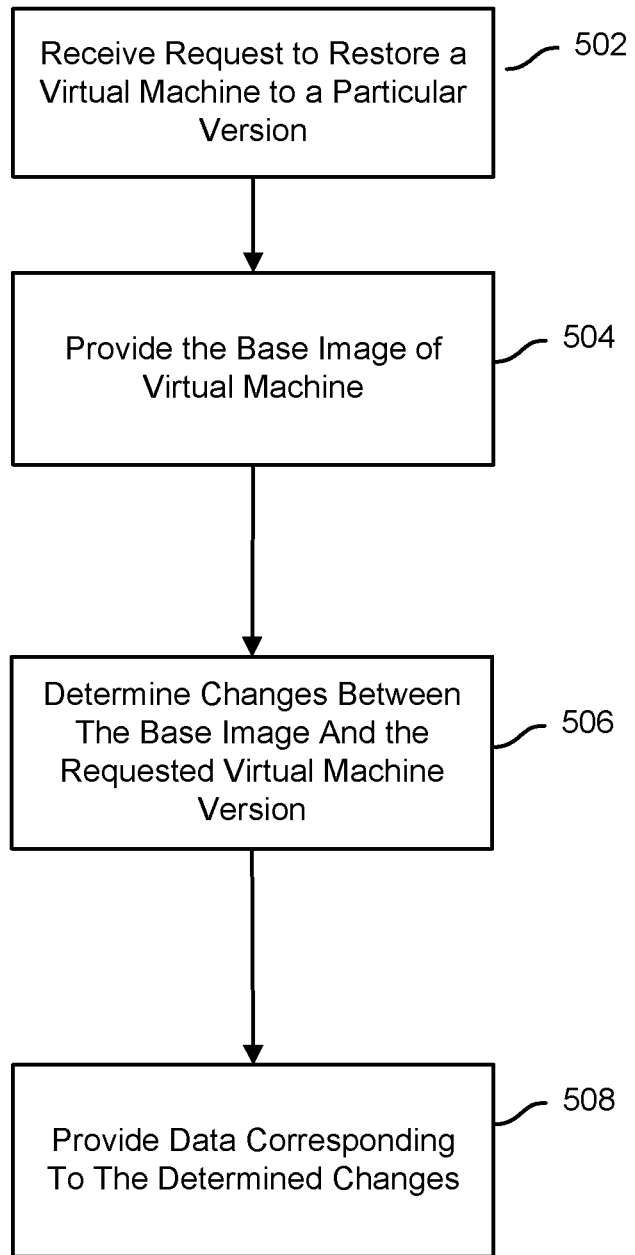 Receive Request to Restore a
Virtual Machine to a Particular
Version
502
Provide the Base Image of
Virtual Machine
504
Determine Changes Between
The Base Image And the
Requested Virtual Machine
Version
506
Provide Data Corresponding
To The Determined Changes
508